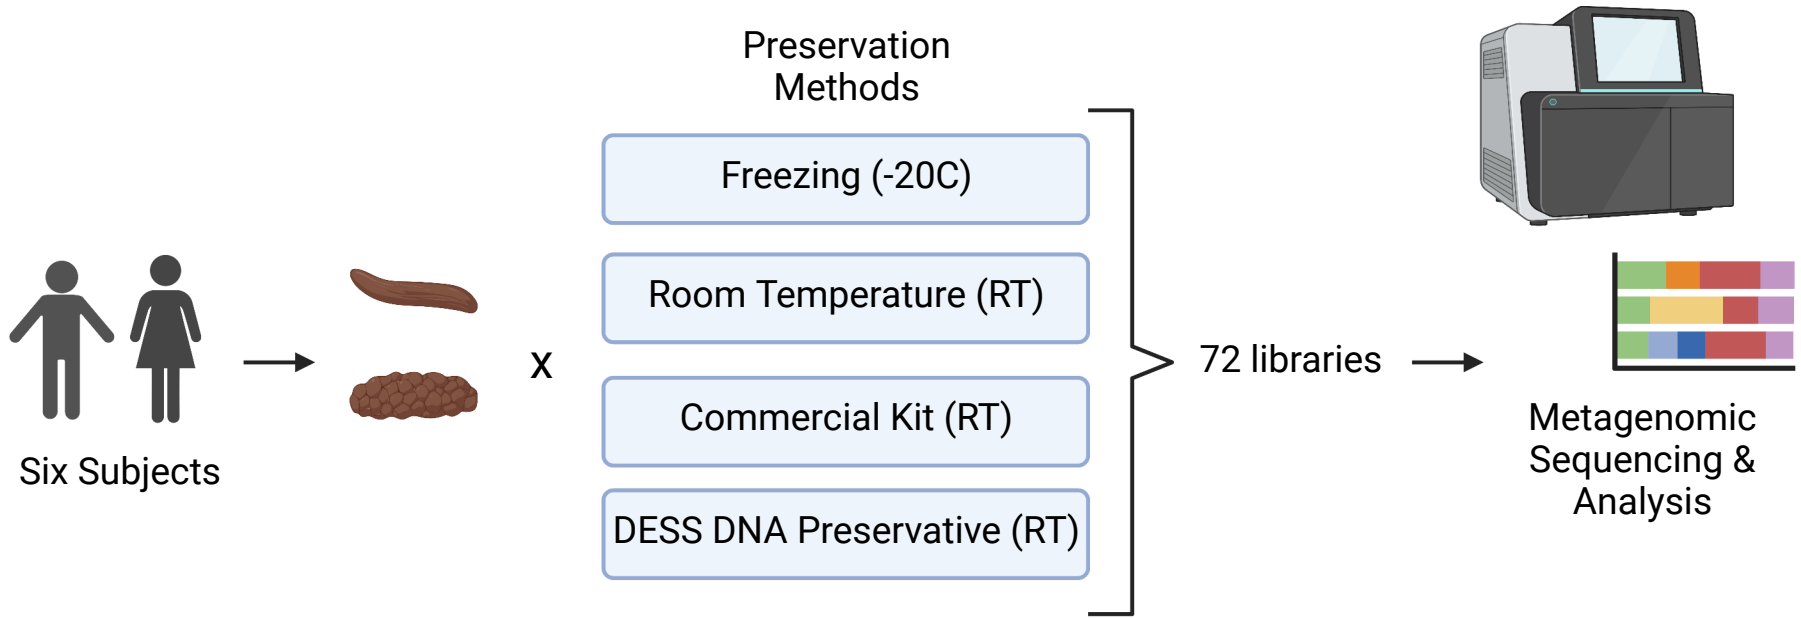 Preservation
Methods
Freezing (-20C)
Room Temperature (RT)
x
72 libraries
Commercial Kit (RT)
Six Subjects
DESS DNA Preservative (RT)
Metagenomic
Sequencing &
Analysis